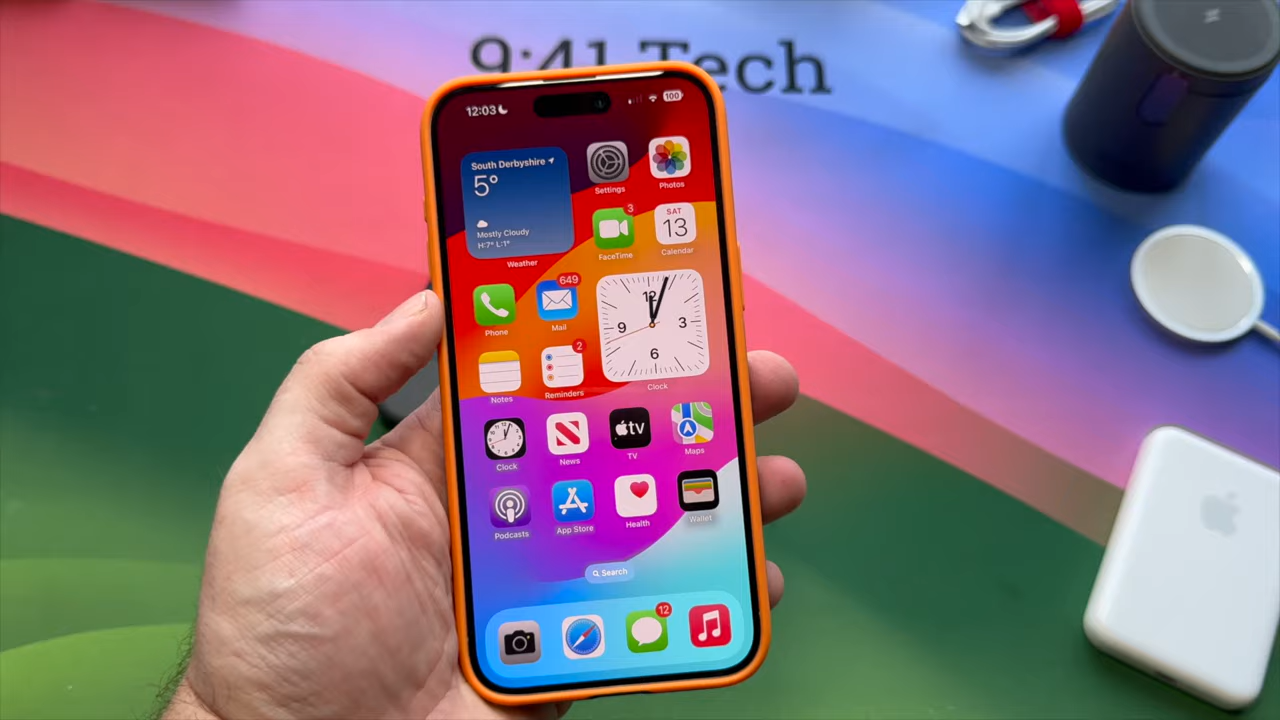 9:41 Tech
12:03
100
South Derbyshire
5°
Mostly Cloudy
H:7° L:1°
Weather
Settings
Photos
3
FaceTime
SAT
13
Calendar
Phone
649
Mail
12
3
6
9
Clock
Notes
2
Reminders
Clock
News
tv
TV
Maps
Podcasts
App Store
Health
Wallet
Search
12